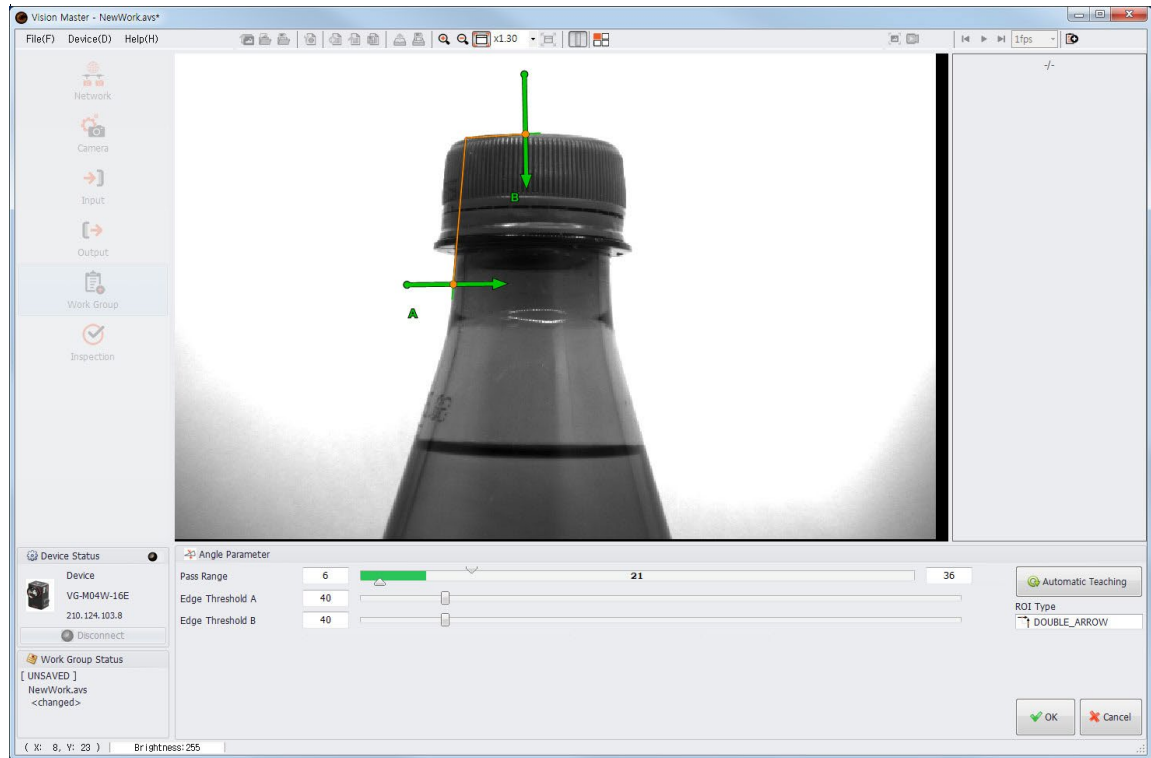 Vision Master - NewWork.avs*
File(F) Device(D) Help(H)
x1.30
1fps
Network
Camera
Input
Output
Work Group
Inspection
-/-
B
A
Device Status
Device
VG-M04W-16E
210.124.103.8
Disconnect
Work Group Status
[ UNSAVED ]
NewWork.avs
<changed>
Angle Parameter
Pass Range 6 21 36
Edge Threshold A 40
Edge Threshold B 40
Automatic Teaching
ROI Type
DOUBLE_ARROW
OK Cancel
( X: 8, Y: 23 ) Brightness:255